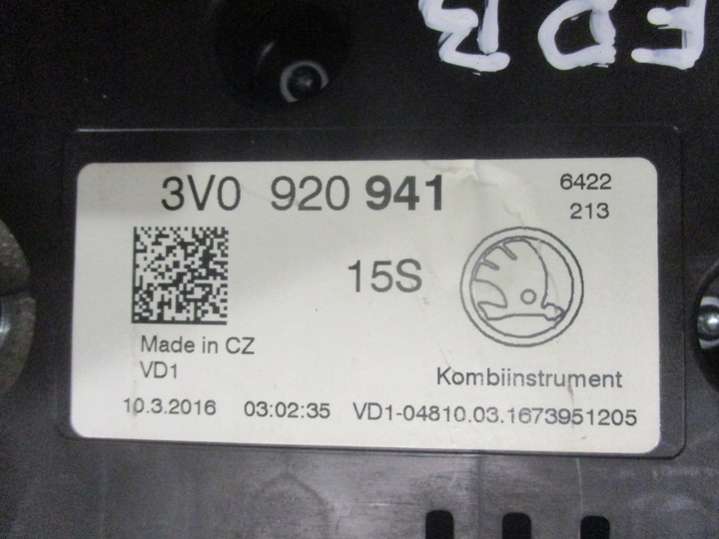 3V0 920 941
6422
213
15S
Made in CZ
VD1
Kombiinstrument
10.3.2016 03:02:35 VD1-04810.03.1673951205